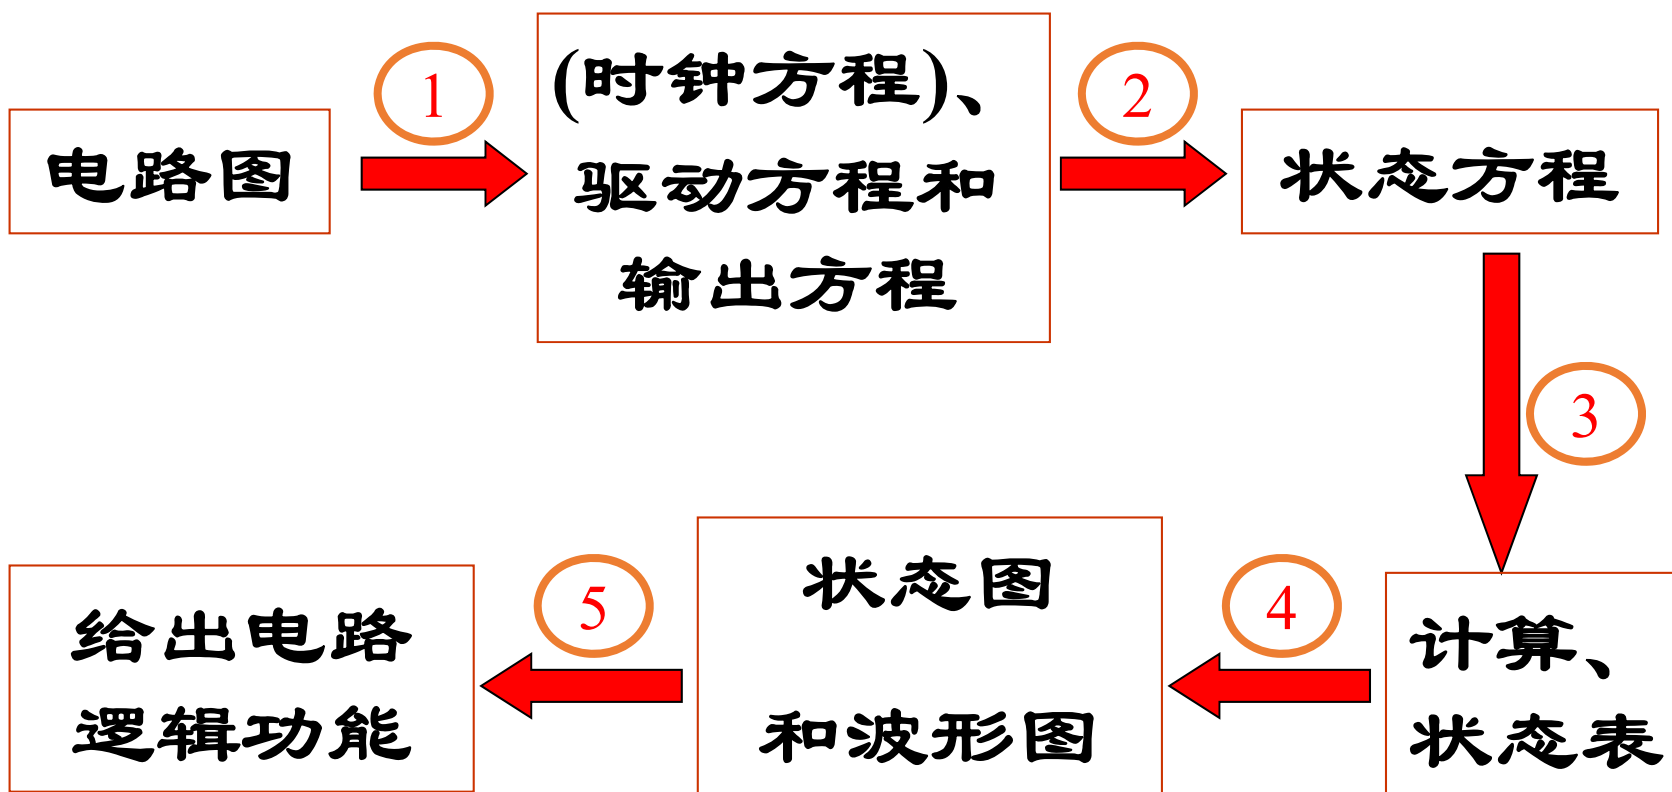 电路图
1
(时钟方程)、
驱动方程和
输出方程
2
状态方程
3
计算、
状态表
4
状态图
和波形图
5
给出电路
逻辑功能